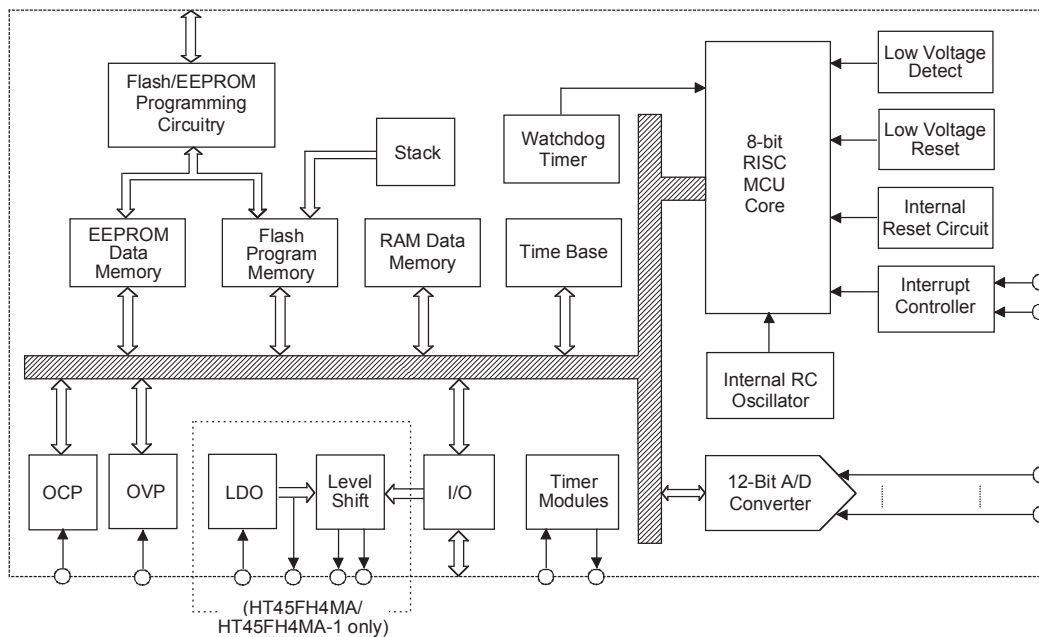 Flash/EEPROM
Programming
Circuitry
Stack
Watchdog
Timer
8-bit
RISC
MCU
Core
Low Voltage
Detect
Low Voltage
Reset
Internal
Reset Circuit
Interrupt
Controller
EEPROM
Data
Memory
Flash
Program
Memory
RAM Data
Memory
Time Base
Internal RC
Oscillator
OCP
OVP
LDO
Level
Shift
I/O
Timer
Modules
12-Bit A/D
Converter
(HT45FH4MA/
HT45FH4MA-1 only)